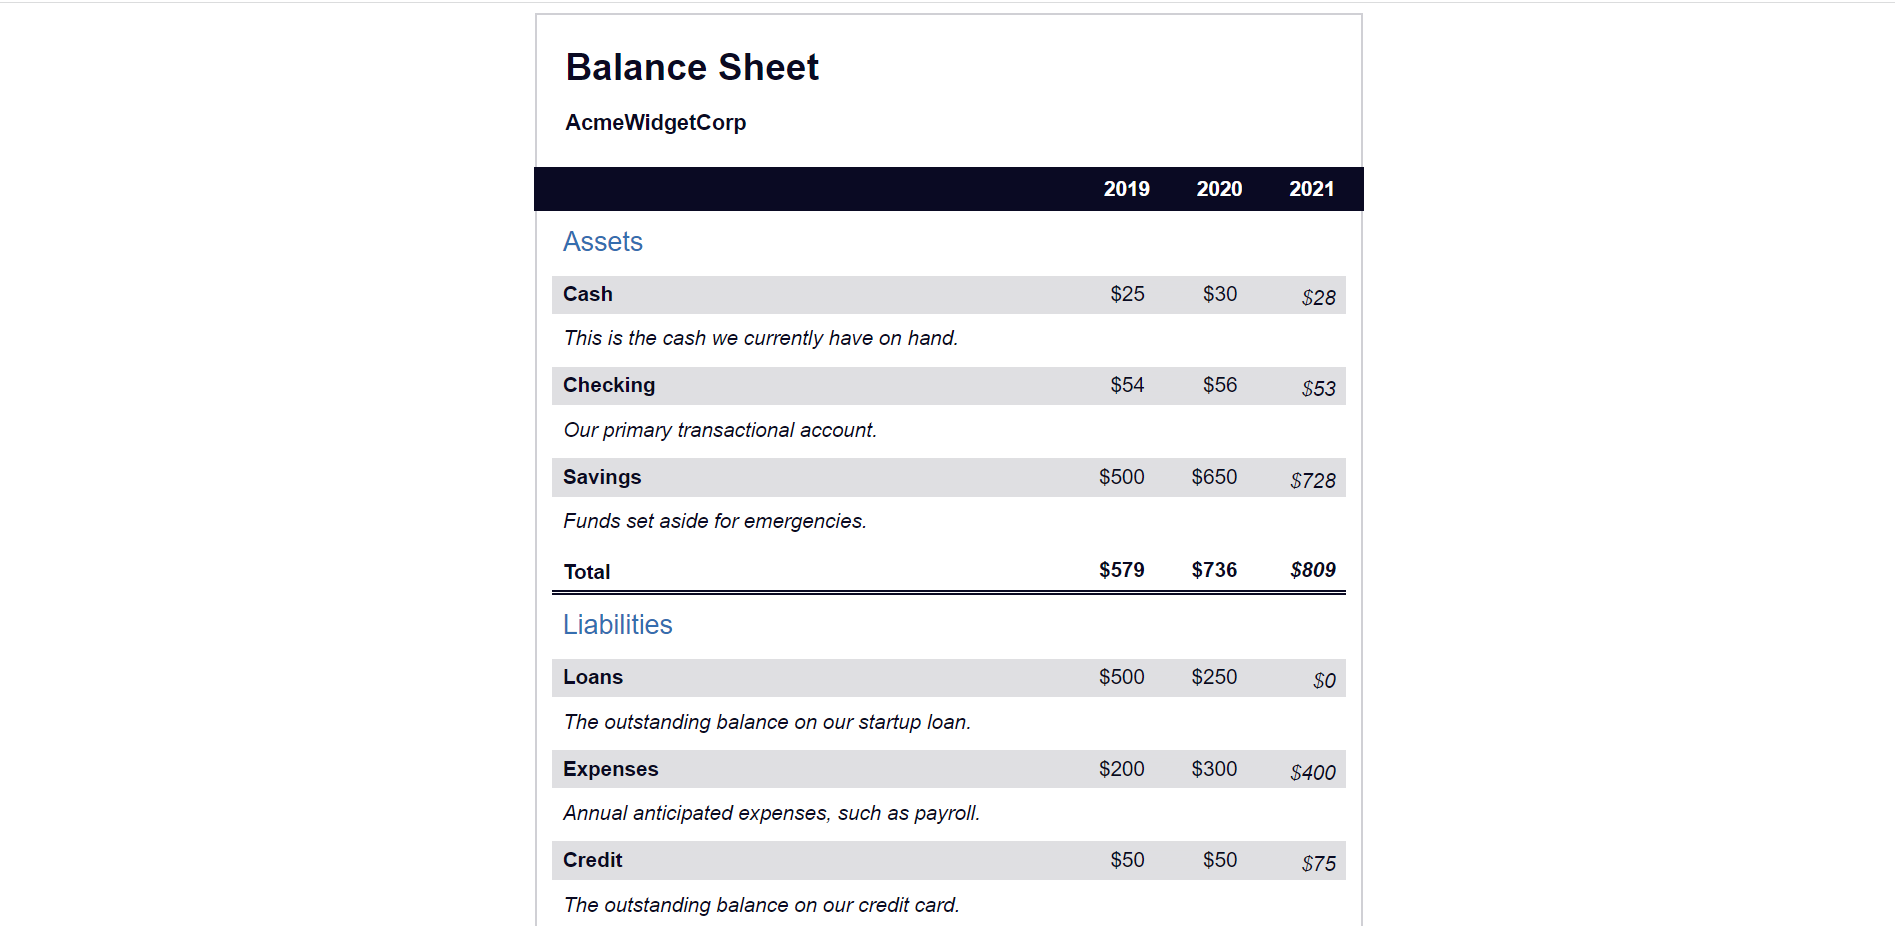 Balance Sheet
AcmeWidgetCorp
2019 2020 2021
Assets
Cash $25 $30 $28
This is the cash we currently have on hand.
Checking $54 $56 $53
Our primary transactional account.
Savings $500 $650 $728
Funds set aside for emergencies.
Total $579 $736 $809
Liabilities
Loans $500 $250 $0
The outstanding balance on our startup loan.
Expenses $200 $300 $400
Annual anticipated expenses, such as payroll.
Credit $50 $50 $75
The outstanding balance on our credit card.